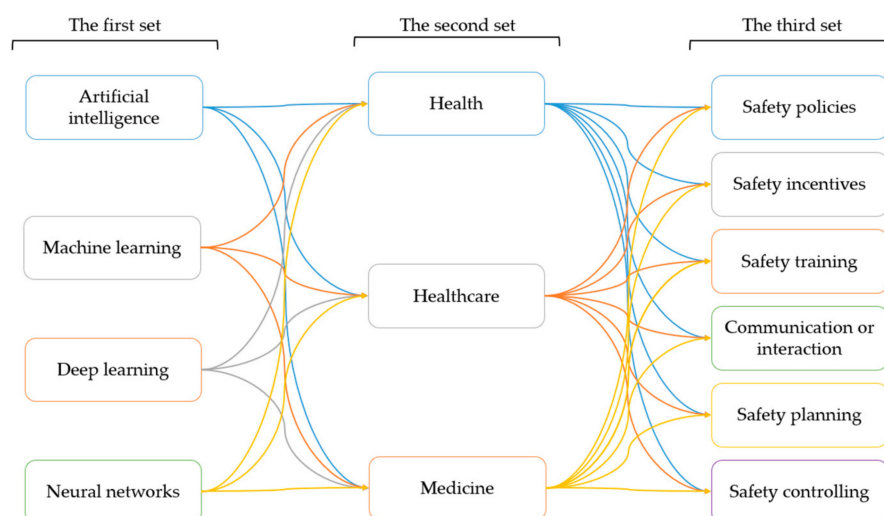 The first set
The second set
The third set
Artificial
intelligence
Machine learning
Deep learning
Neural networks
Health
Healthcare
Medicine
Safety policies
Safety incentives
Safety training
Communication or
interaction
Safety planning
Safety controlling